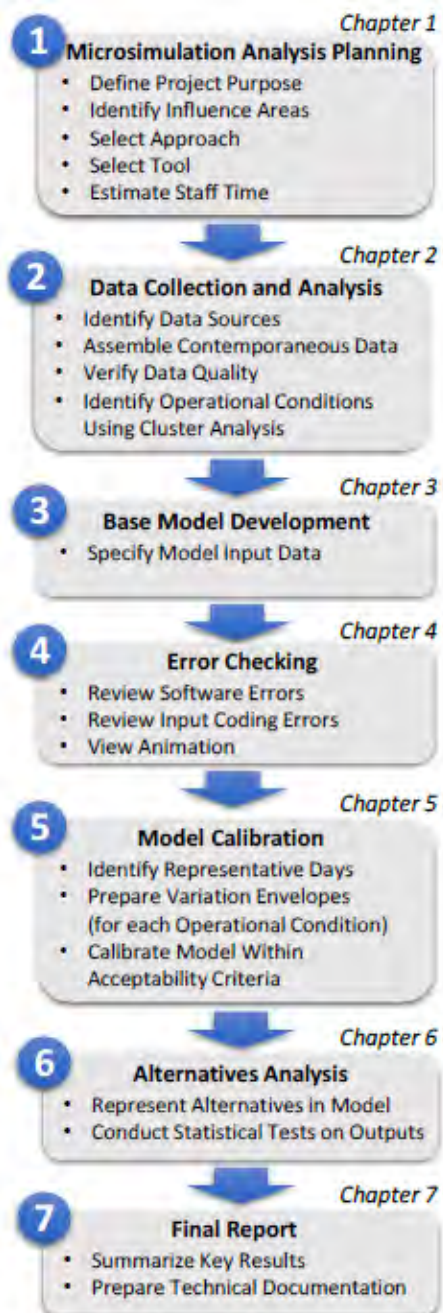 Chapter 1
1
Microsimulation Analysis Planning
• Define Project Purpose
• Identify Influence Areas
• Select Approach
• Select Tool
• Estimate Staff Time
Chapter 2
2
Data Collection and Analysis
• Identify Data Sources
• Assemble Contemporaneous Data
• Verify Data Quality
• Identify Operational Conditions
Using Cluster Analysis
Chapter 3
3
Base Model Development
• Specify Model Input Data
Chapter 4
4
Error Checking
• Review Software Errors
• Review Input Coding Errors
• View Animation
Chapter 5
5
Model Calibration
• Identify Representative Days
• Prepare Variation Envelopes
(for each Operational Condition)
• Calibrate Model Within
Acceptability Criteria
Chapter 6
6
Alternatives Analysis
• Represent Alternatives in Model
• Conduct Statistical Tests on Outputs
Chapter 7
7
Final Report
• Summarize Key Results
• Prepare Technical Documentation